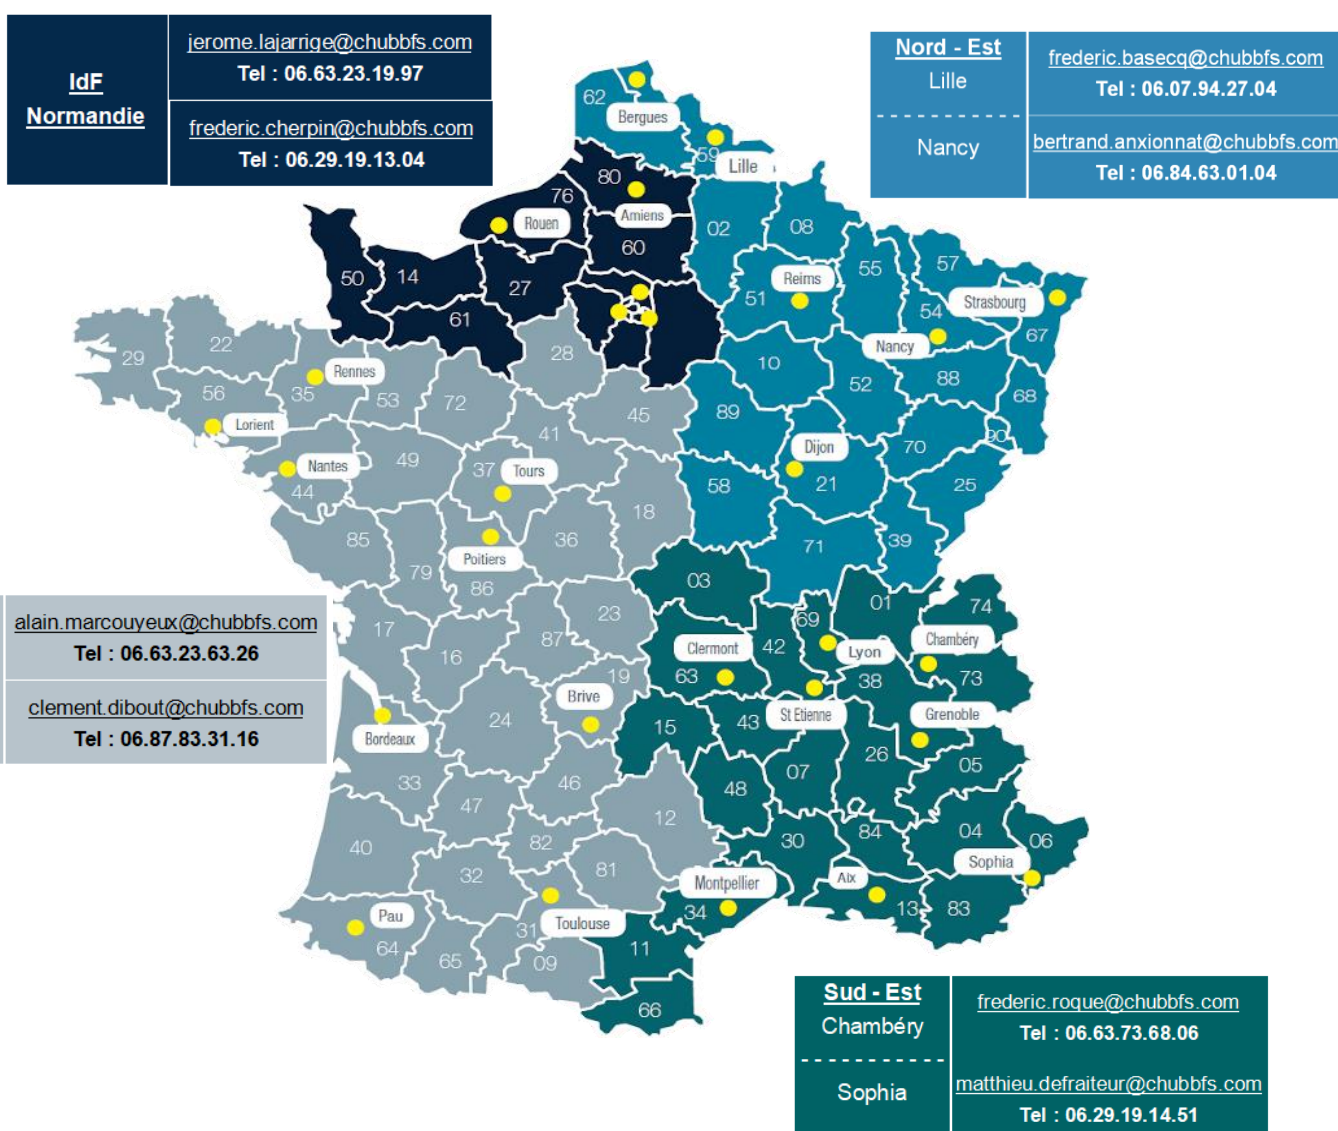 IdF
Normandie
jerome.lajarrige@chubbfs.com
Tel : 06.63.23.19.97
frederic.cherpin@chubbfs.com
Tel : 06.29.19.13.04
Nord - Est
Lille
Nancy
frederic.basecq@chubbfs.com
Tel : 06.07.94.27.04
bertrand.anxionnat@chubbfs.com
Tel : 06.84.63.01.04
62
Bergues
59
Lille
80
76
Amiens
Rouen
02
08
60
50
14
27
55
57
Reims
51
Strasbourg
54
61
67
29
22
28
Nancy
10
Rennes
56
35
53
72
52
88
68
45
89
Lorient
41
70
90
Dijon
49
Nantes
37
Tours
44
58
21
25
18
85
36
71
39
Poitiers
79
86
03
01
74
23
69
17
87
Chambéry
16
Clermont
42
Lyon
63
38
73
19
Brive
24
15
43
St Etienne
Grenoble
Bordeaux
26
05
33
46
07
48
47
12
40
82
30
84
04
06
Sophia
32
81
Montpellier
Aix
34
13
83
Pau
31
Toulouse
64
65
09
11
66
alain.marcouyeux@chubbfs.com
Tel : 06.63.23.63.26
clement.dibout@chubbfs.com
Tel : 06.87.83.31.16
Sud - Est
Chambéry
Sophia
frederic.roque@chubbfs.com
Tel : 06.63.73.68.06
matthieu.defraiteur@chubbfs.com
Tel : 06.29.19.14.51